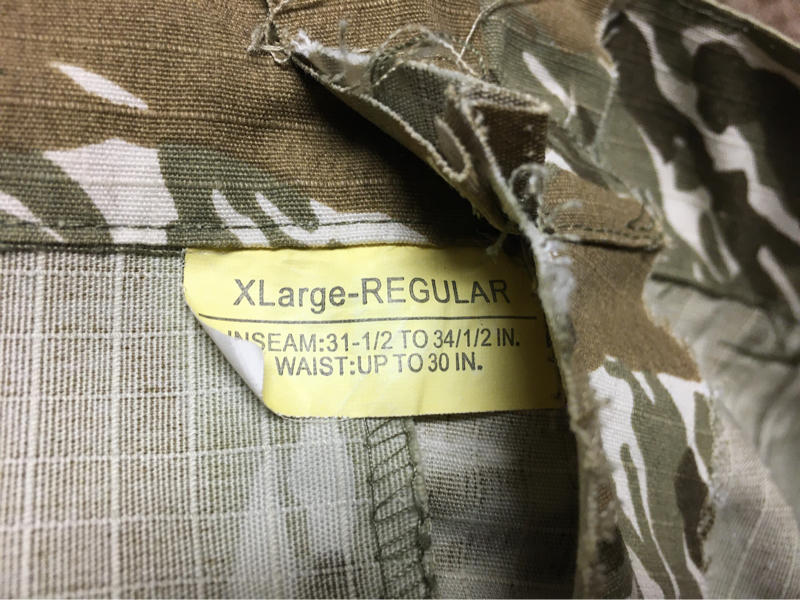 XLarge-REGULAR
INSEAM:31-1/2 TO 34/1/2 IN.
WAIST:UP TO 30 IN.